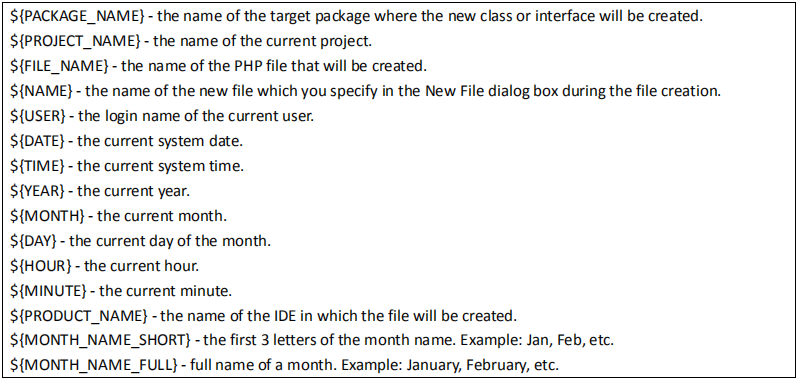 ${PACKAGE_NAME} - the name of the target package where the new class or interface will be created.
${PROJECT_NAME} - the name of the current project.
${FILE_NAME} - the name of the PHP file that will be created.
${NAME} - the name of the new file which you specify in the New File dialog box during the file creation.
${USER} - the login name of the current user.
${DATE} - the current system date.
${TIME} - the current system time.
${YEAR} - the current year.
${MONTH} - the current month.
${DAY} - the current day of the month.
${HOUR} - the current hour.
${MINUTE} - the current minute.
${PRODUCT_NAME} - the name of the IDE in which the file will be created.
${MONTH_NAME_SHORT} - the first 3 letters of the month name. Example: Jan, Feb, etc.
${MONTH_NAME_FULL} - full name of a month. Example: January, February, etc.